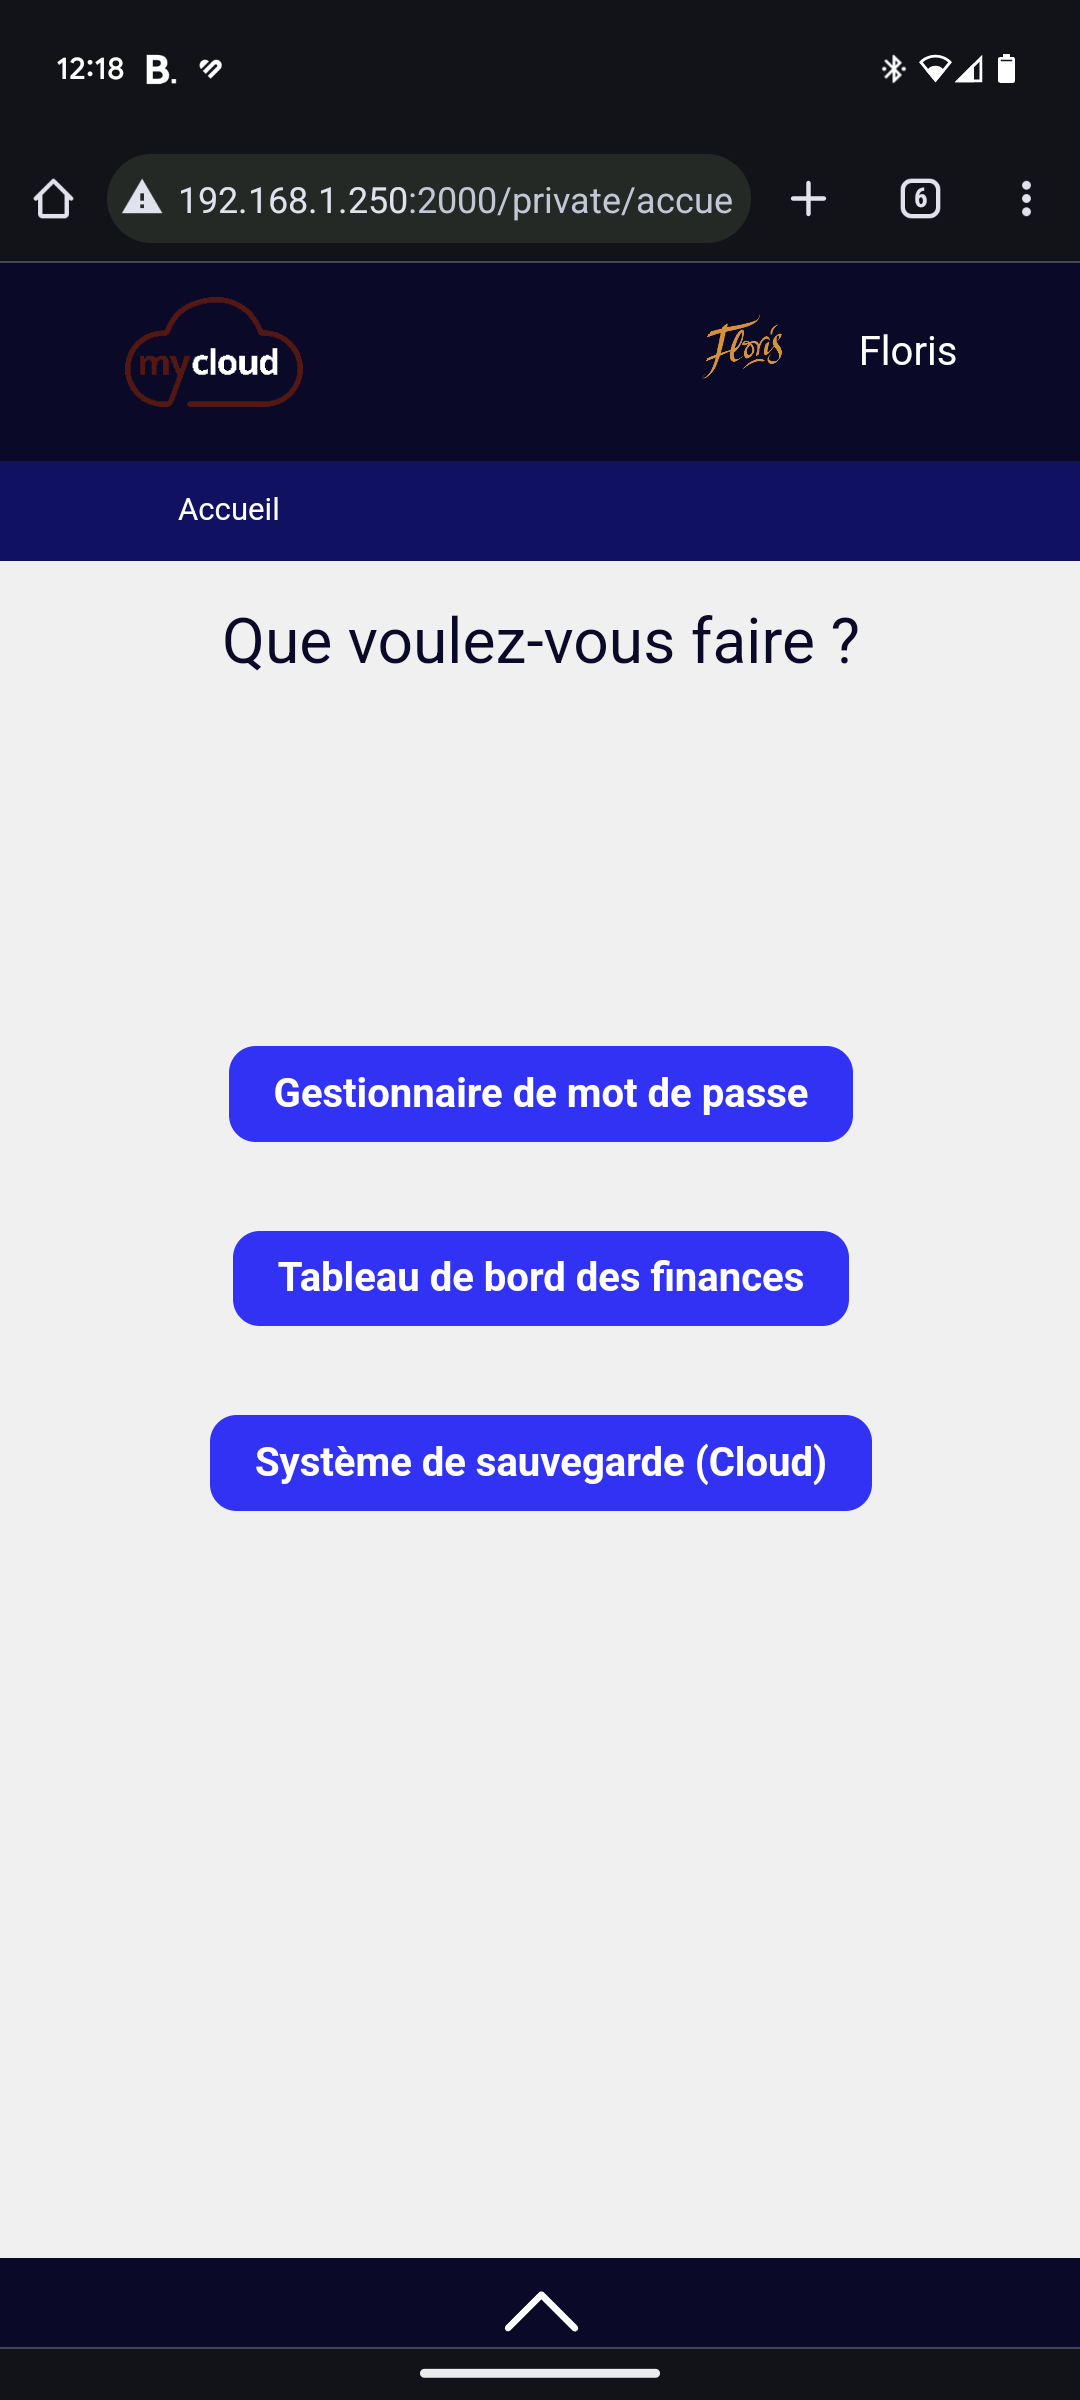 12:18 B.
192.168.1.250:2000/private/accue
6
mycloud
Floris
Floris
Accueil
Que voulez-vous faire ?
Gestionnaire de mot de passe
Tableau de bord des finances
Système de sauvegarde (Cloud)